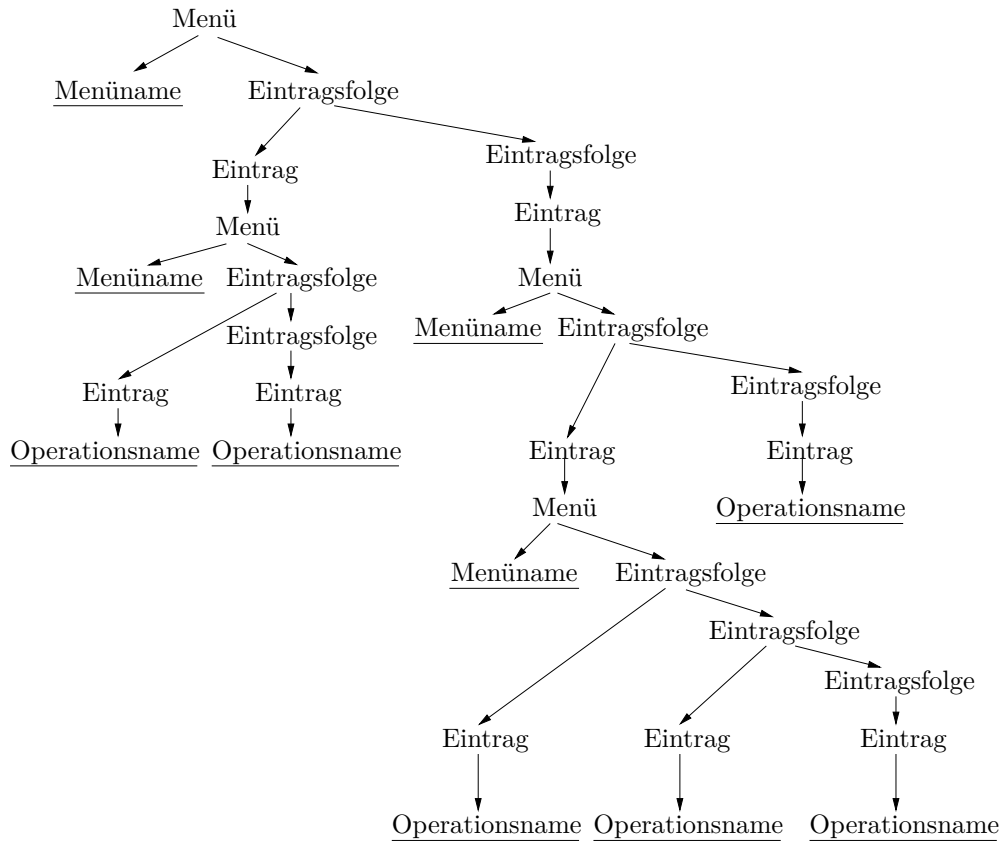 Menü
Menüname Eintragsfolge
Eintragsfolge
Eintrag
Eintrag
Menü
Menüname Eintragsfolge Menü
Menüname Eintragsfolge
Eintragsfolge
Eintrag Eintrag Eintragsfolge
Operationsname Operationsname Eintrag Eintrag
Menü Operationsname
Menüname Eintragsfolge
Eintragsfolge
Eintragsfolge
Eintrag Eintrag Eintrag
Operationsname Operationsname Operationsname